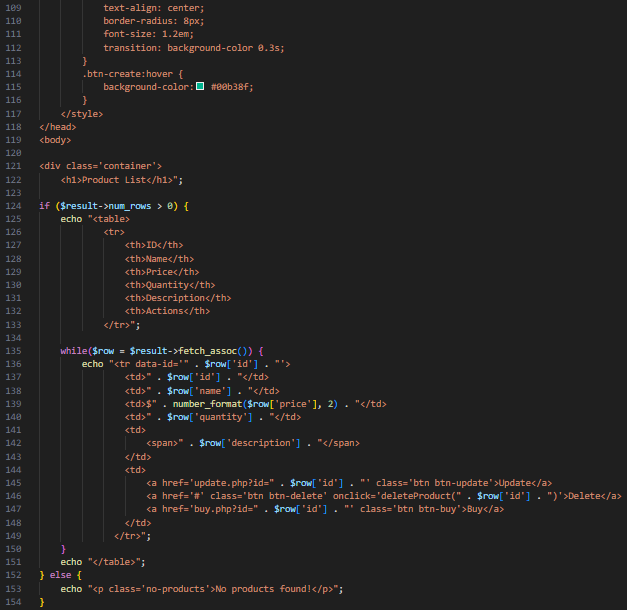 109 text-align: center;
110 border-radius: 8px;
111 font-size: 1.2em;
112 transition: background-color 0.3s;
113 }
114 .btn-create:hover {
115 background-color: #00b38f;
116 }
117 </style>
118 </head>
119 <body>
120
121 <div class='container'>
122 <h1>Product List</h1>";
123
124 if ($result->num_rows > 0) {
125 echo "<table>
126 <tr>
127 <th>ID</th>
128 <th>Name</th>
129 <th>Price</th>
130 <th>Quantity</th>
131 <th>Description</th>
132 <th>Actions</th>
133 </tr>";
134
135 while($row = $result->fetch_assoc()) {
136 echo "<tr data-id='" . $row['id'] . "'>
137 <td>" . $row['id'] . "</td>
138 <td>" . $row['name'] . "</td>
139 <td>$" . number_format($row['price'], 2) . "</td>
140 <td>" . $row['quantity'] . "</td>
141 <td>
142 <span>" . $row['description'] . "</span>
143 </td>
144 <td>
145 <a href='update.php?id=" . $row['id'] . "' class='btn btn-update'>Update</a>
146 <a href='#' class='btn btn-delete' onclick='deleteProduct(" . $row['id'] . ")'>Delete</a>
147 <a href='buy.php?id=" . $row['id'] . "' class='btn btn-buy'>Buy</a>
148 </td>
149 </tr>";
150 }
151 echo "</table>";
152 } else {
153 echo "<p class='no-products'>No products found!</p>";
154 }